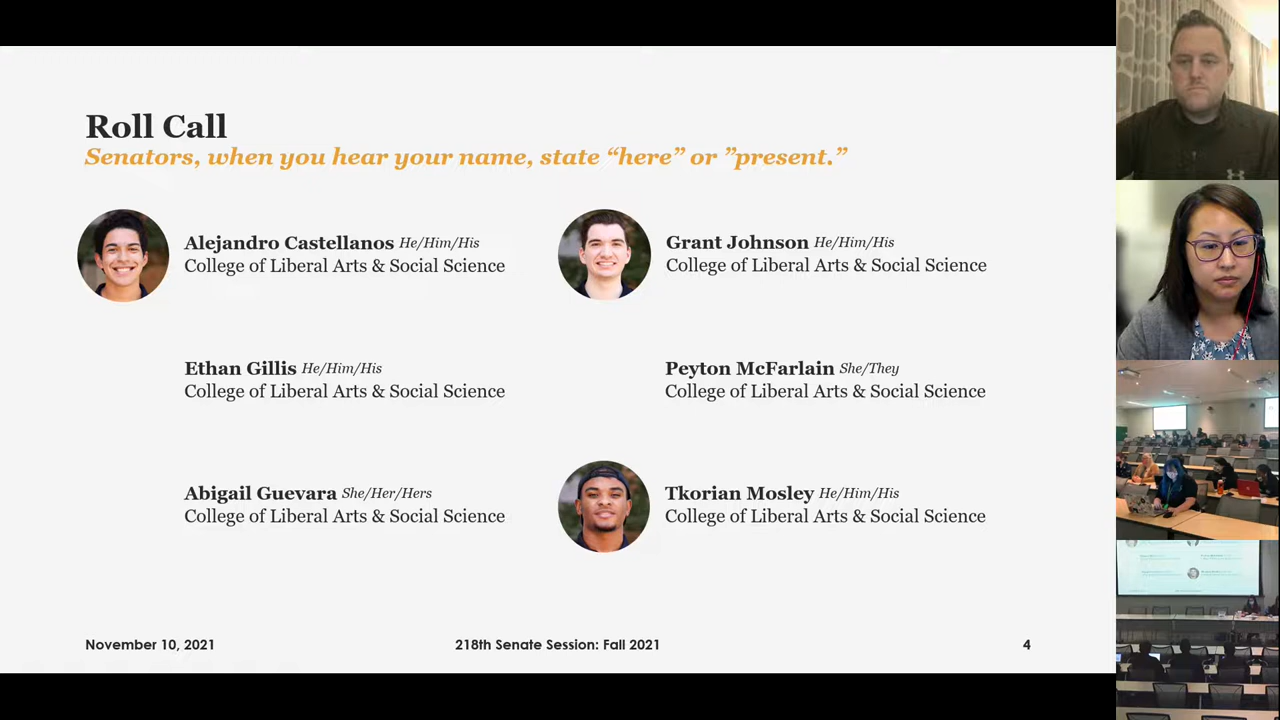 Roll Call
Senators, when you hear your name, state “here” or ”present.”
Alejandro Castellanos He/Him/His
College of Liberal Arts & Social Science
Grant Johnson He/Him/His
College of Liberal Arts & Social Science
Ethan Gillis He/Him/His
College of Liberal Arts & Social Science
Peyton McFarlain She/They
College of Liberal Arts & Social Science
Abigail Guevara She/Her/Hers
College of Liberal Arts & Social Science
Tkorian Mosley He/Him/His
College of Liberal Arts & Social Science
November 10, 2021
218th Senate Session: Fall 2021
4